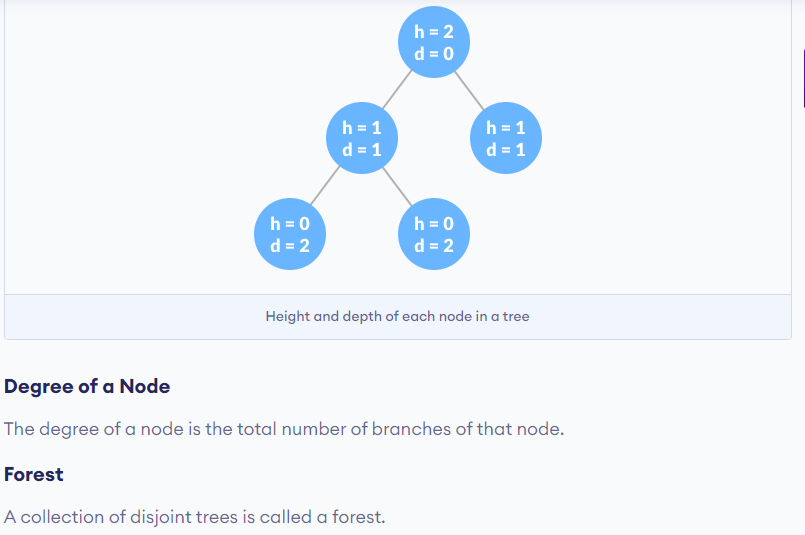 h = 2
d = 0
h = 1
d = 1
h = 1
d = 1
h = 0
d = 2
h = 0
d = 2
Height and depth of each node in a tree
Degree of a Node
The degree of a node is the total number of branches of that node.
Forest
A collection of disjoint trees is called a forest.